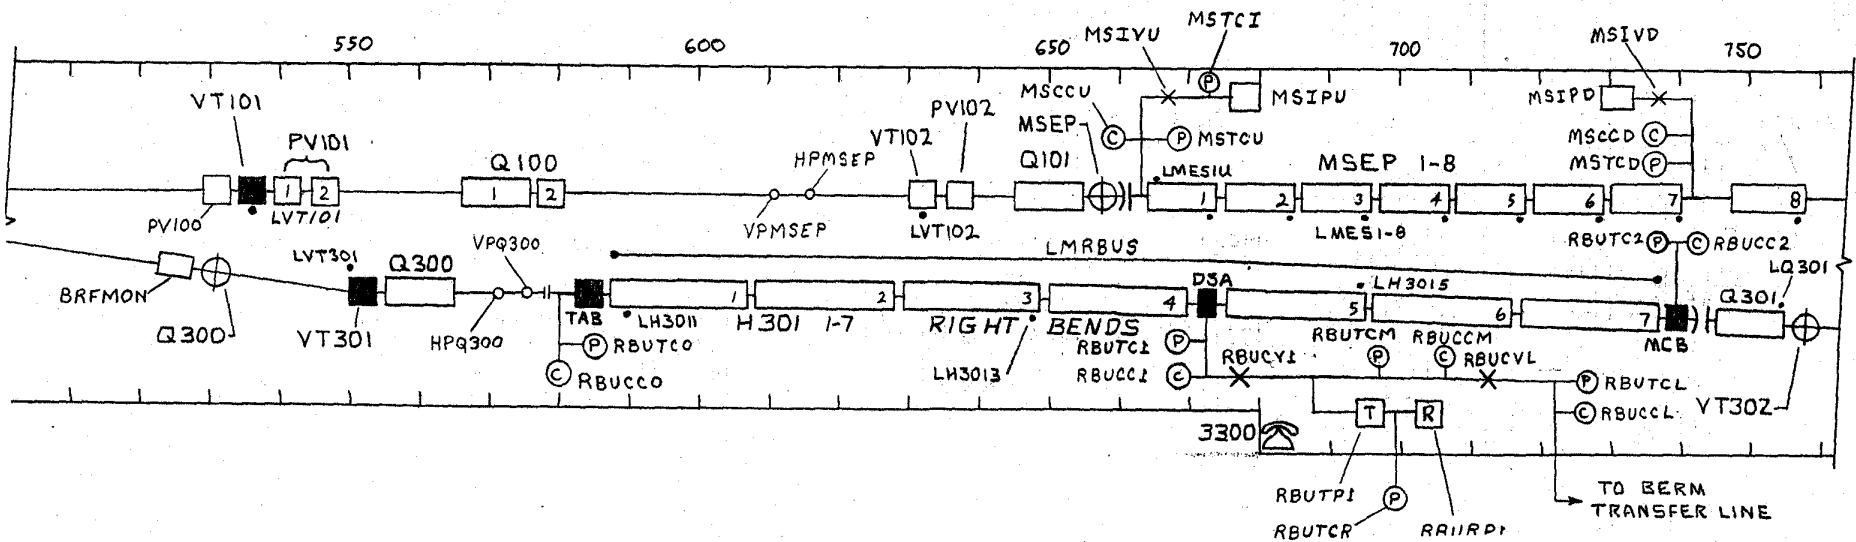 550 600 650 700 750
MSTCI
MSIVU
MSIVD
MSCCU
MSIPU
MSIPD
VT101
PV102
MSEP
P
P
MSTCU
C
MSCCD C
PV101
VT102
Q101
MSTCD P
Q100
HPMSEP
LMES1U
MSEP 1-8
1 2
1 2
1 2 3 4 5 6 7 8
PV100
LVT101
VPMSEP
LVT102
LMES1-8
RBUTC2 P C RBUCC2
LMRBUS
LVT301
VPQ300
Q300
LQ301
DSA
LH3015
Q301
BRFMON
1 2 3 4 5 6 7
TAB
LH3011
H301 1-7
RIGHT BENDS
MCB
Q300
VT301
HPQ300
P RBUTCO
C RBUCCO
LH3013
RBUTC1 P
RBUCC1 C
RBUCV1
RBUTCM
P
RBUCCM
C
RBUCVL
P RBUTCL
C RBUCCL
VT302
T R
3300
RBUTP1
P
RBUTCR
TO BERM
TRANSFER LINE